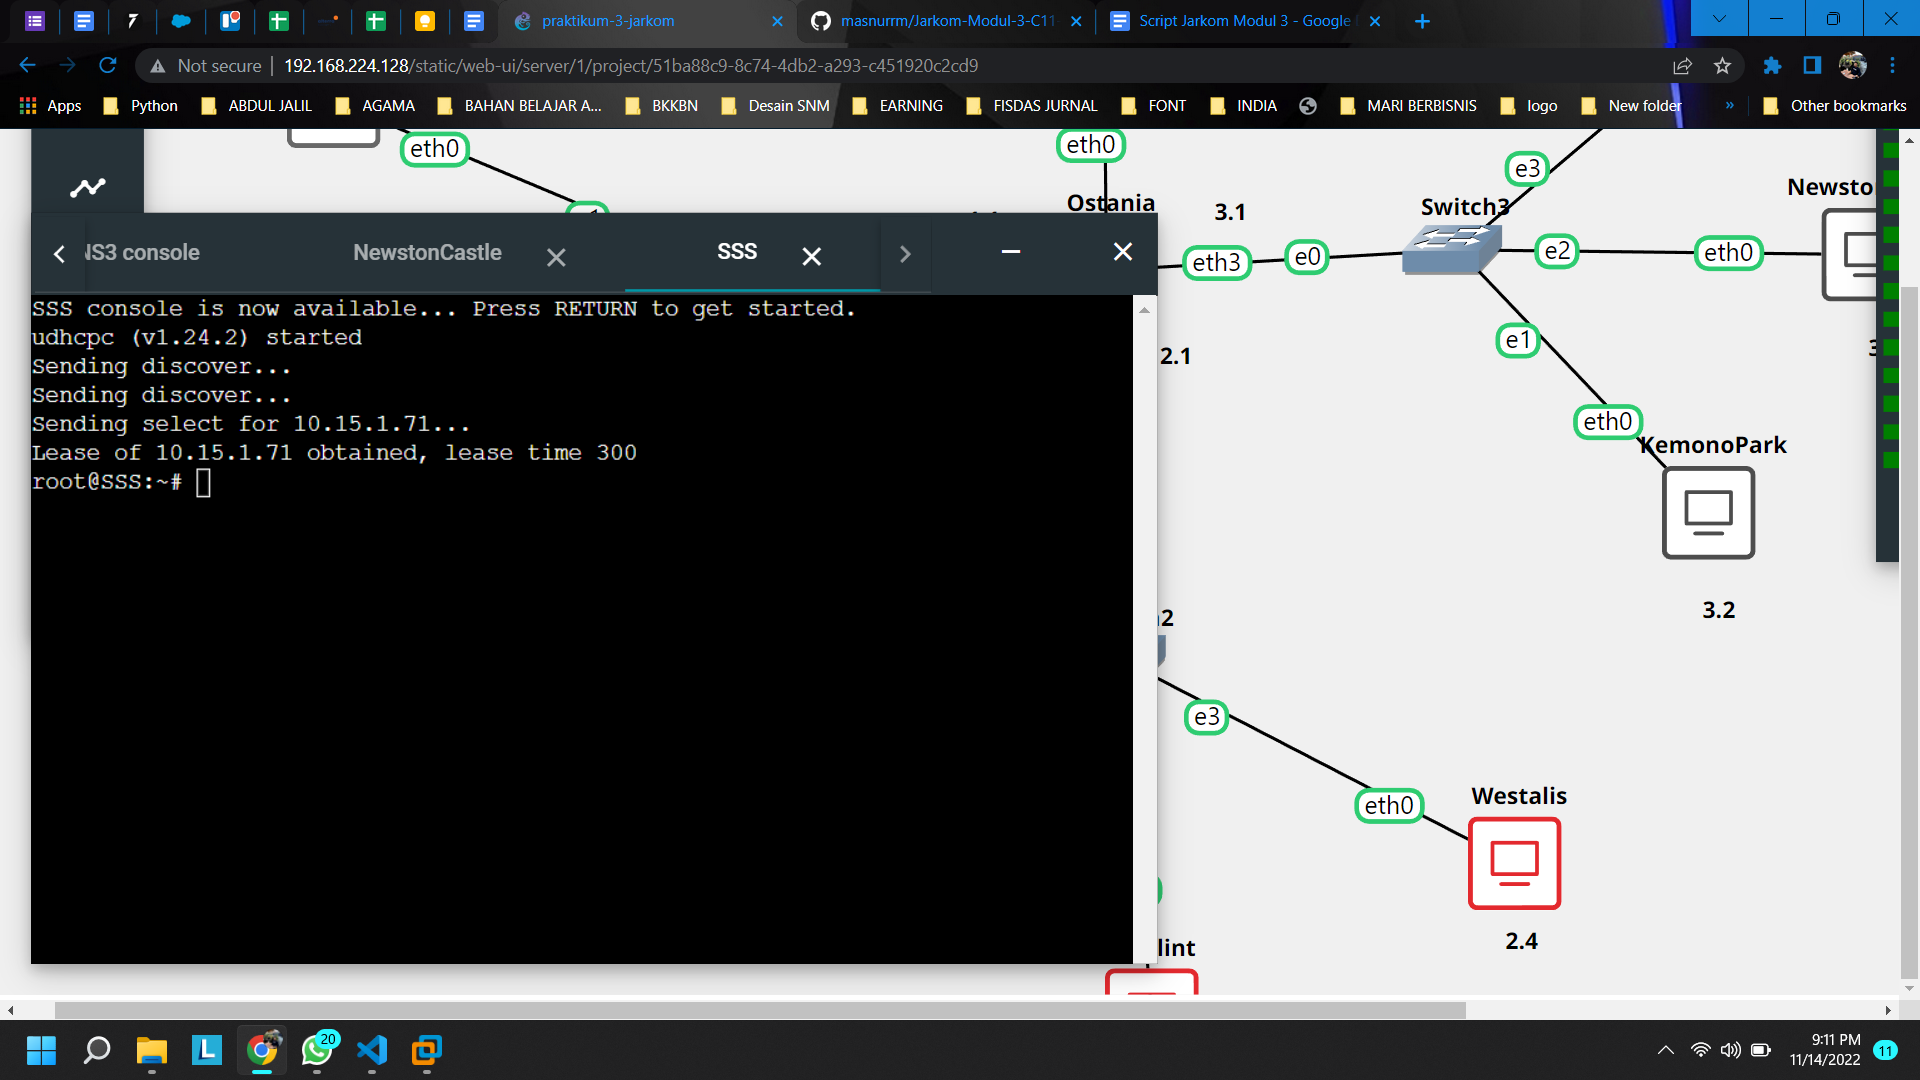 praktikum-3-jarkom
masnurrm/Jarkom-Modul-3-C11
Script Jarkom Modul 3 - Google
Not secure
192.168.224.128/static/web-ui/server/1/project/51ba88c9-8c74-4db2-a293-c451920c2cd9
Apps
Python
ABDUL JALIL
AGAMA
BAHAN BELAJAR A...
BKKBN
Desain SNM
EARNING
FISDAS JURNAL
FONT
INDIA
MARI BERBISNIS
logo
New folder
»
Other bookmarks
eth0
eth0
Ostania
3.1
eth3
e0
Switch3
e3
e2
eth0
Newsto
e1
eth0
KemonoPark
3.2
2.1
NS3 console
NewstonCastle
SSS
SSS console is now available... Press RETURN to get started.
udhcpc (v1.24.2) started
Sending discover...
Sending discover...
Sending select for 10.15.1.71...
Lease of 10.15.1.71 obtained, lease time 300
root@SSS:~#
e3
eth0
Westalis
2.4
lint
L
20
9:11 PM
11/14/2022
11